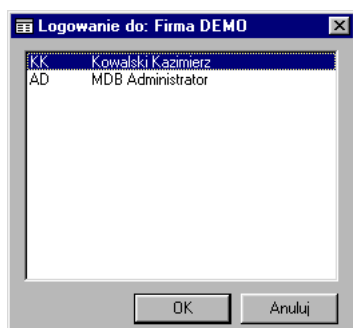 Logowanie do: Firma DEMO
KK Kowalski Kazimierz
AD MDB Administrator
OK Anuluj